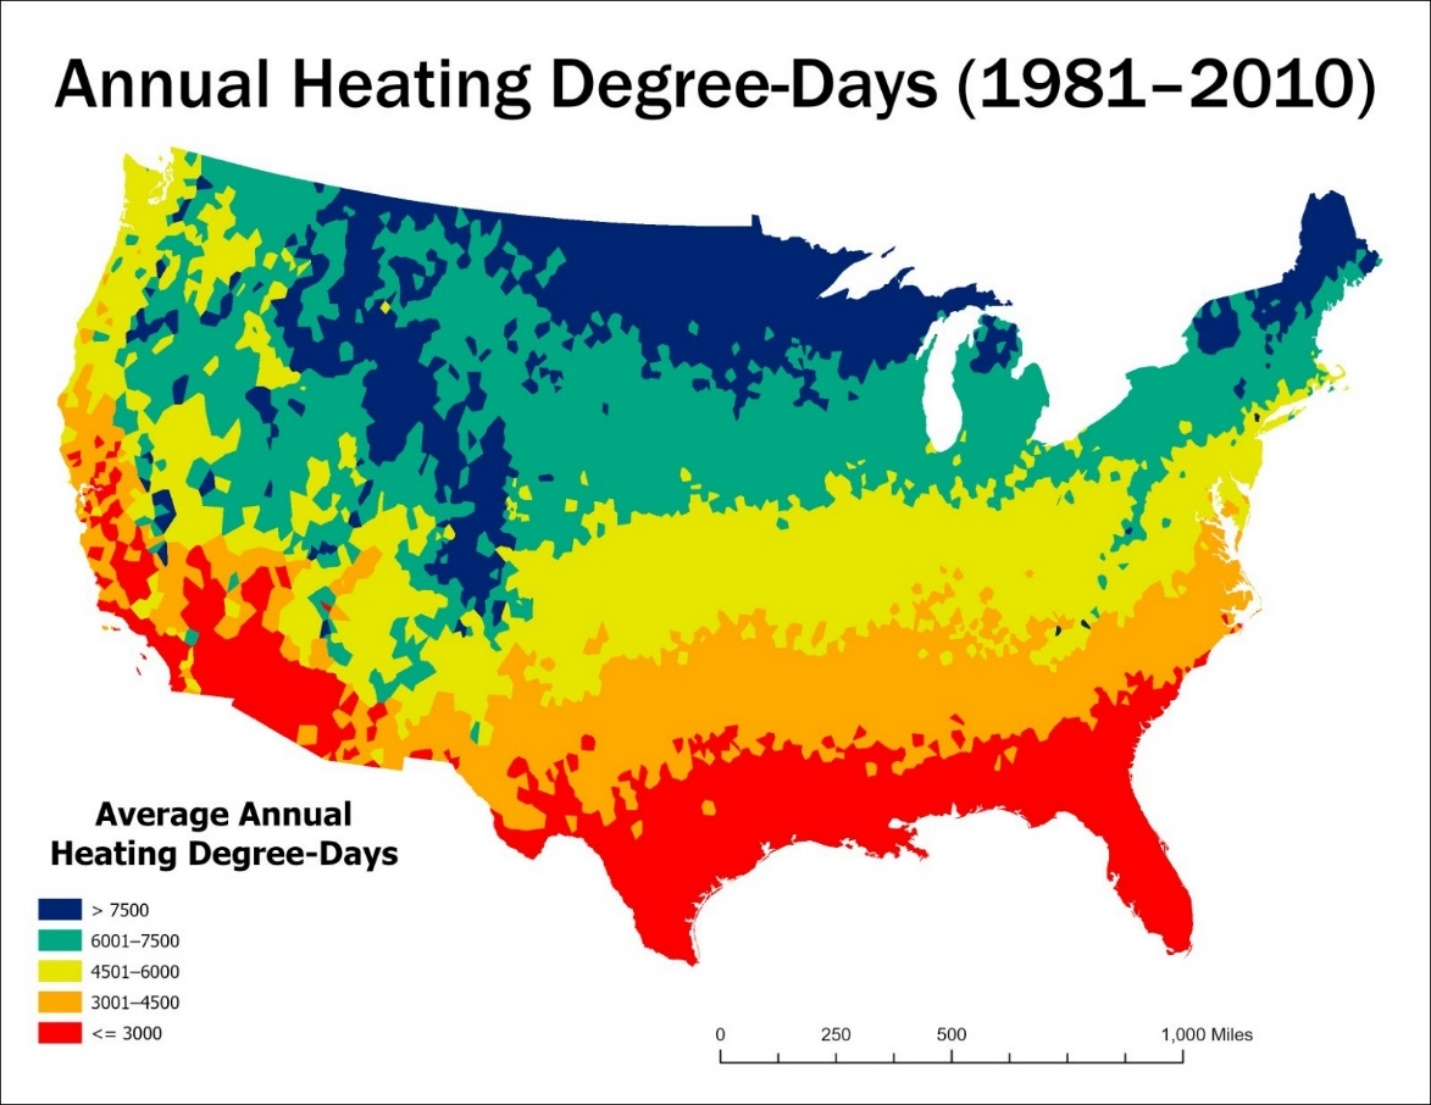 Annual Heating Degree-Days (1981–2010)
Average Annual
Heating Degree-Days
> 7500
6001–7500
4501–6000
3001–4500
<= 3000
0 250 500 1,000 Miles